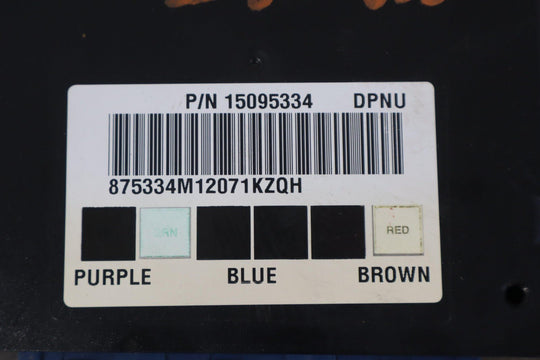 P/N 15095334 DPNU
875334M12071KZQH
GRN RED
PURPLE BLUE BROWN